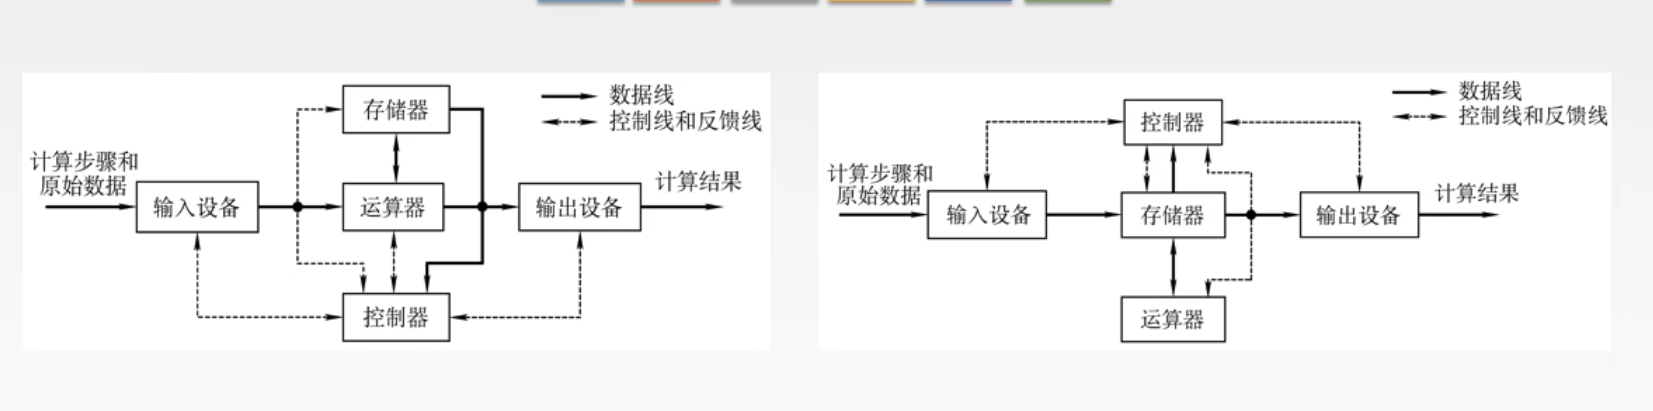 存储器
数据线
控制线和反馈线
计算步骤和
原始数据
输入设备
运算器
输出设备
计算结果
控制器
数据线
控制线和反馈线
控制器
计算步骤和
原始数据
输入设备
存储器
输出设备
计算结果
运算器